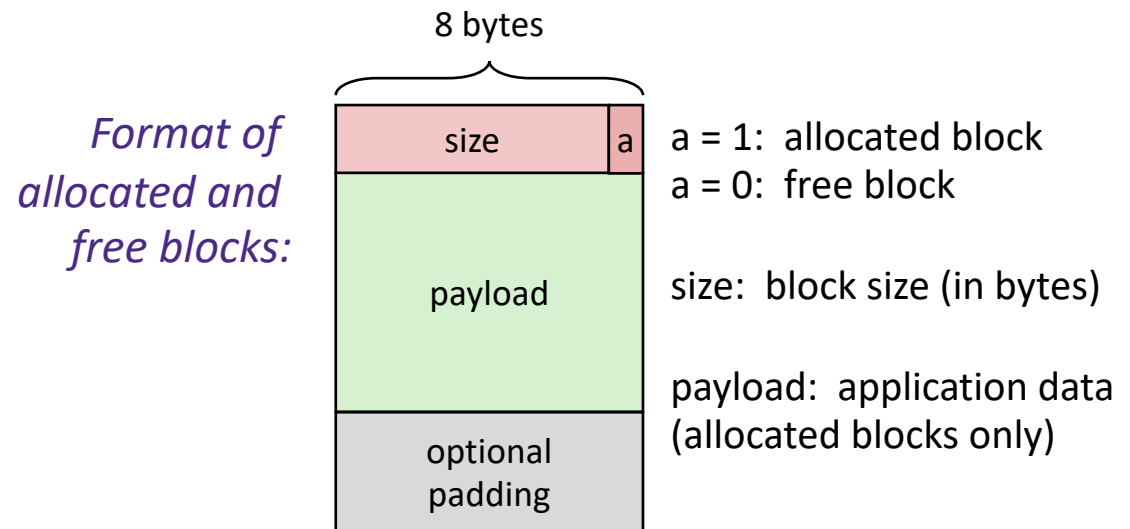 8 bytes
Format of
allocated and
free blocks:
size
a
a = 1:  allocated block
a = 0:  free block
payload
size:  block size (in bytes)
payload:  application data
(allocated blocks only)
optional
padding